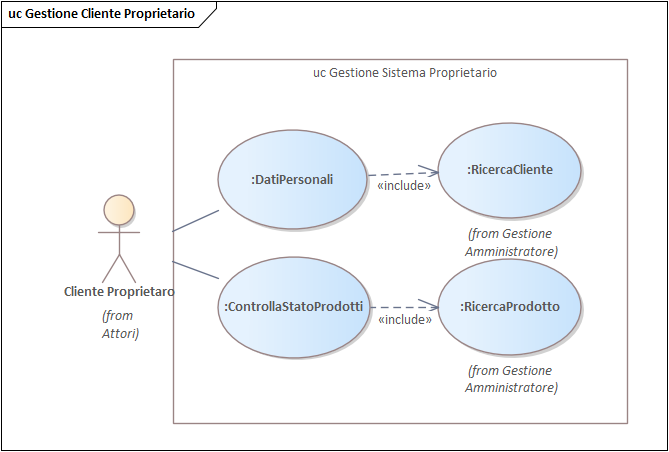 uc Gestione Cliente Proprietario
uc Gestione Sistema Proprietario
:DatiPersonali
«include»
:RicercaCliente
(from Gestione
Amministratore)
Cliente Proprietaro
(from
Attori)
:ControllaStatoProdotti
«include»
:RicercaProdotto
(from Gestione
Amministratore)